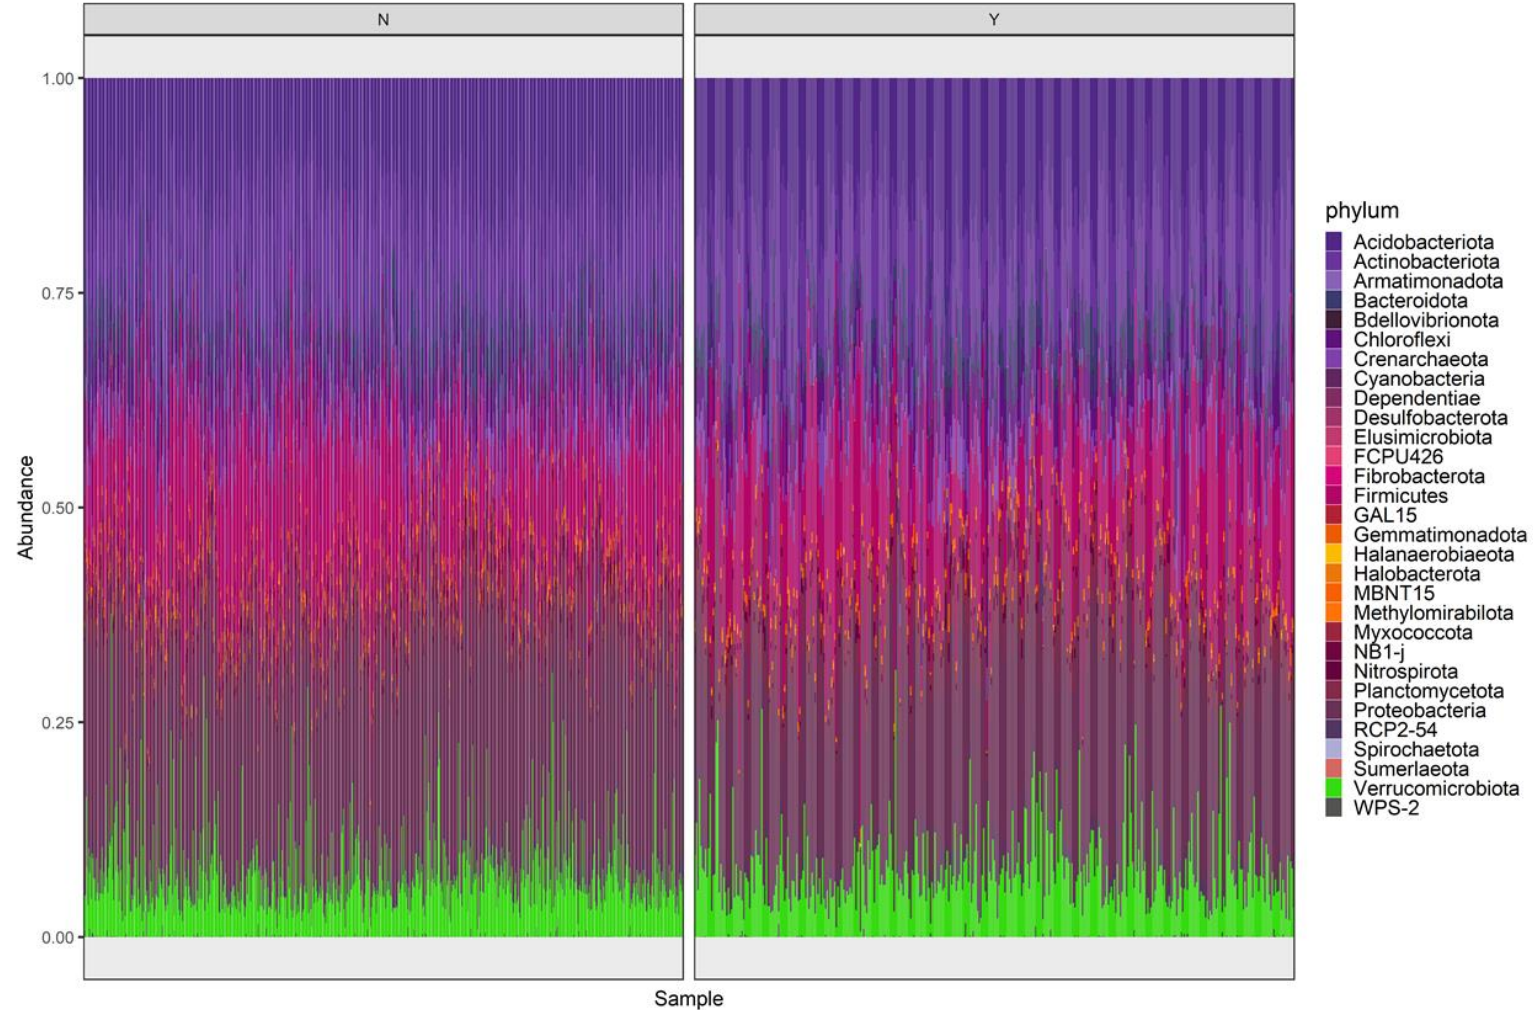 N
Y
1.00
0.75
0.50
0.25
0.00
Abundance
Sample
phylum
Acidobacteriota
Actinobacteriota
Armatimonadota
Bacteroidota
Bdellovibrionota
Chloroflexi
Crenarchaeota
Cyanobacteria
Dependentiae
Desulfobacterota
Elusimicrobiota
FCPU426
Fibrobacterota
Firmicutes
GAL15
Gemmatimonadota
Halanaerobiaeota
Halobacterota
MBNT15
Methylomirabilota
Myxococcota
NB1-j
Nitrospirota
Planctomycetota
Proteobacteria
RCP2-54
Spirochaetota
Sumerlaeota
Verrucomicrobiota
WPS-2